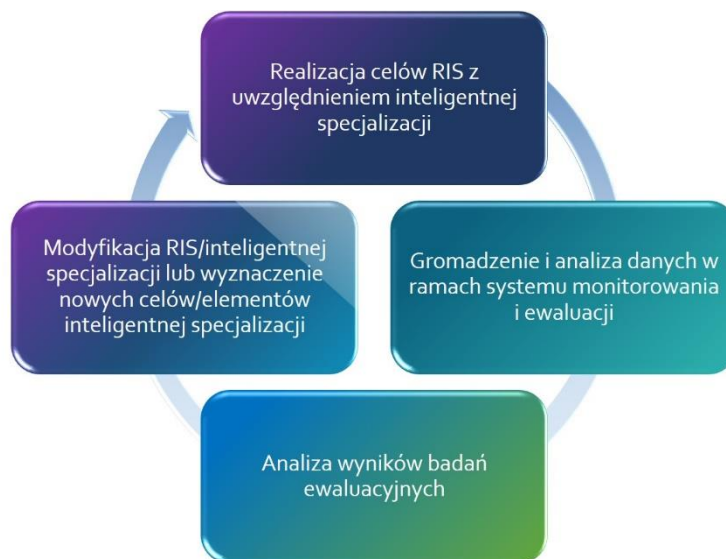 Realizacja celów RIS z
uwzględnieniem inteligentnej
specjalizacji
Gromadzenie i analiza danych w
ramach systemu monitorowania
i ewaluacji
Analiza wyników badań
ewaluacyjnych
Modyfikacja RIS/inteligentnej
specjalizacji lub wyznaczenie
nowych celów/elementów
inteligentnej specjalizacji